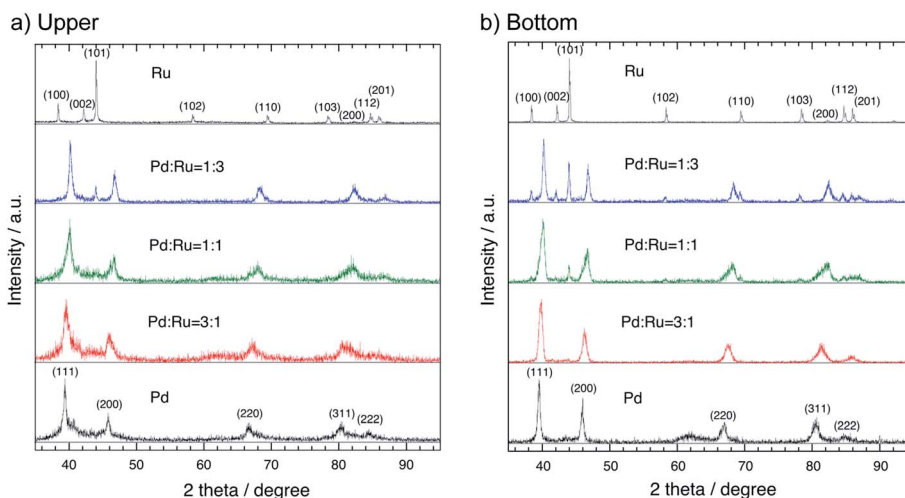 a) Upper
(101)
Ru
(201)
(100)
(002)
(102)
(110)
(103)
(112)
(200)
Pd:Ru=1:3
Pd:Ru=1:1
Pd:Ru=3:1
(111)
Pd
(200)
(220)
(311)
(222)
Intensity / a.u.
40
50
60
70
80
90
2 theta / degree
b) Bottom
(101)
Ru
(112)
(100)
(002)
(102)
(110)
(103)
(201)
(200)
Pd:Ru=1:3
Pd:Ru=1:1
Pd:Ru=3:1
(111)
Pd
(200)
(220)
(311)
(222)
Intensity / a.u.
40
50
60
70
80
90
2 theta / degree